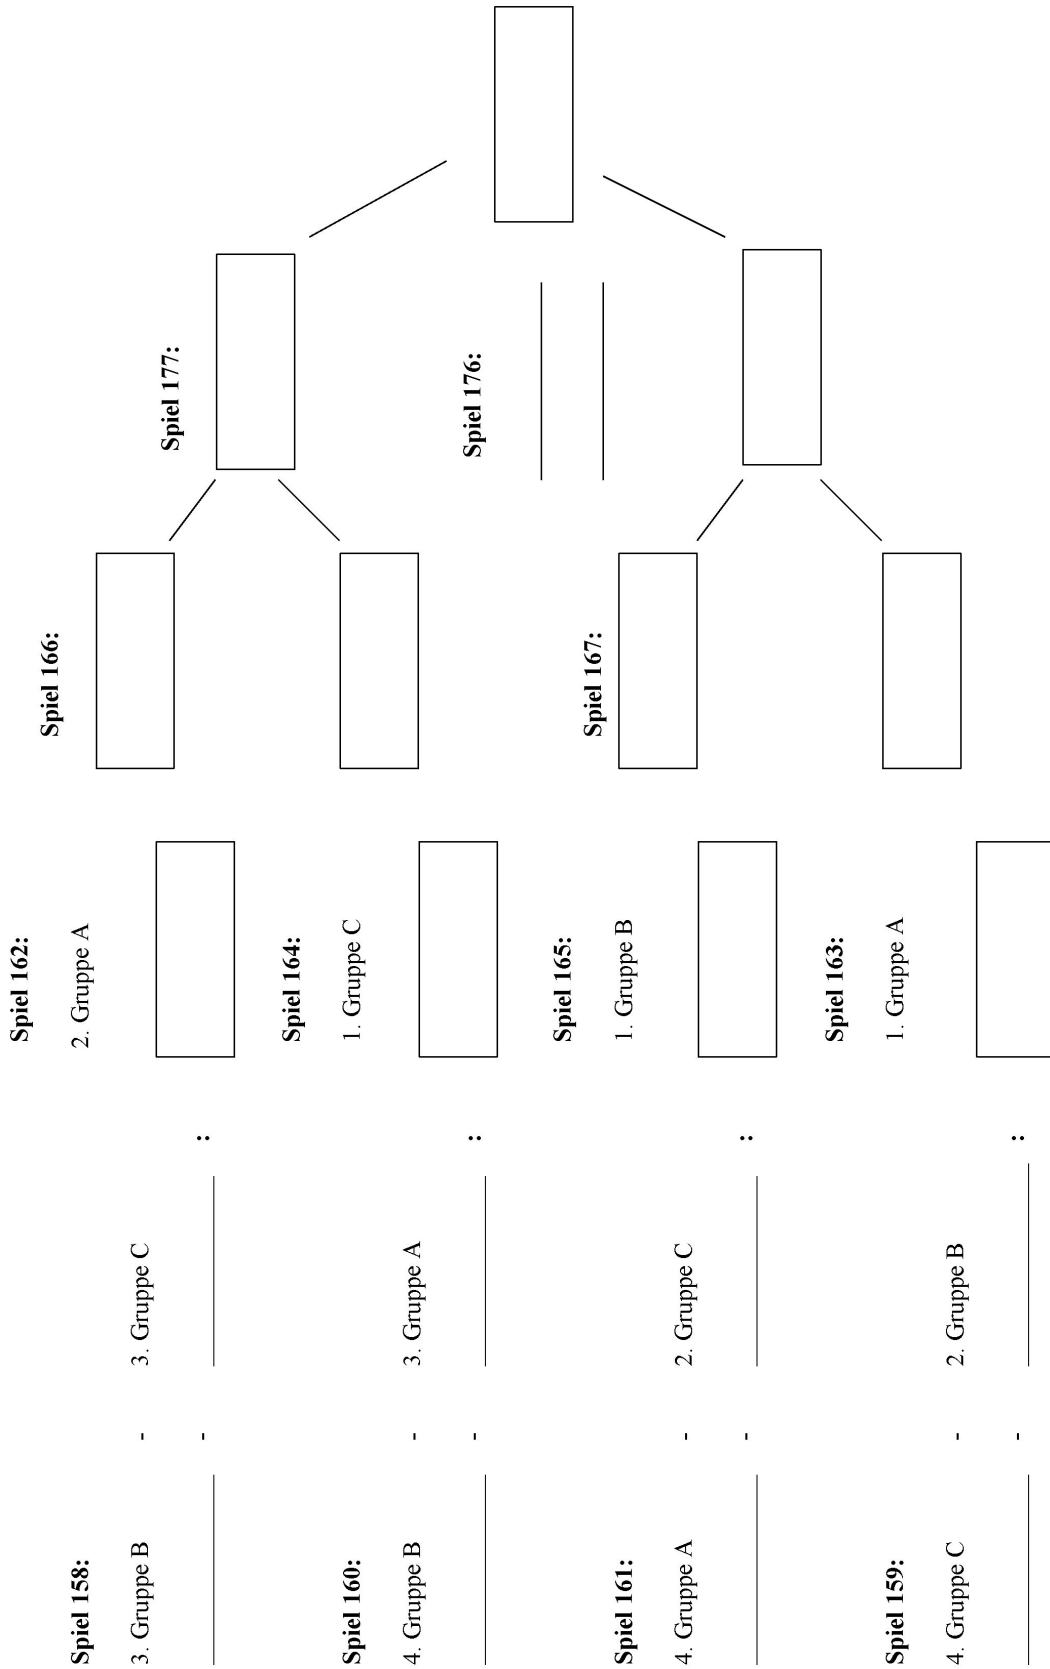 Spiel 162:
Spiel 166:
Spiel 158: 2. Gruppe A
3. Gruppe B - 3. Gruppe C
Spiel 177:
- :
Spiel 164:
Spiel 160: 1. Gruppe C
4. Gruppe B - 3. Gruppe A
- : Spiel 176:
Spiel 165:
Spiel 167:
Spiel 161: 1. Gruppe B
4. Gruppe A - 2. Gruppe C
- :
Spiel 163:
Spiel 159: 1. Gruppe A
4. Gruppe C - 2. Gruppe B
- :